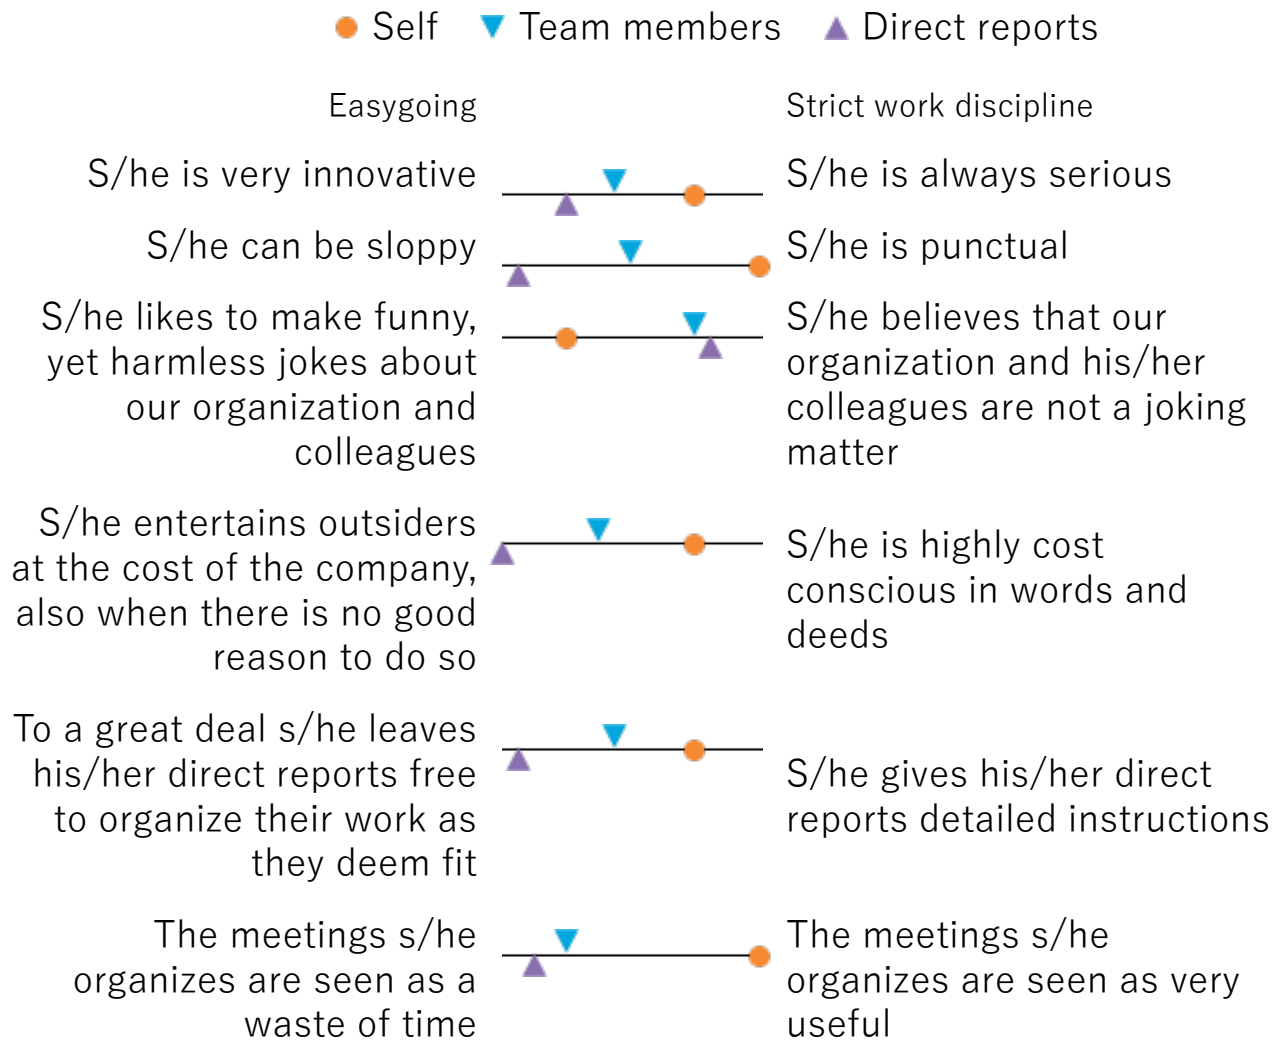 Self Team members Direct reports
Easygoing Strict work discipline
S/he is very innovative
S/he is always serious
S/he can be sloppy
S/he is punctual
S/he likes to make funny,
yet harmless jokes about
our organization and
colleagues
S/he believes that our
organization and his/her
colleagues are not a joking
matter
S/he entertains outsiders
at the cost of the company,
also when there is no good
reason to do so
S/he is highly cost
conscious in words and
deeds
To a great deal s/he leaves
his/her direct reports free
to organize their work as
they deem fit
S/he gives his/her direct
reports detailed instructions
The meetings s/he
organizes are seen as a
waste of time
The meetings s/he
organizes are seen as very
useful